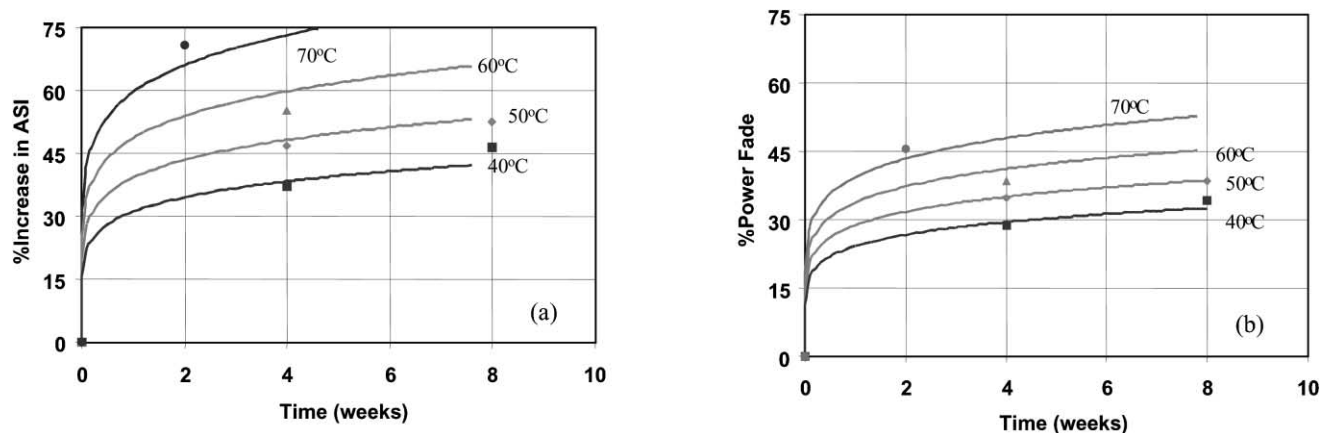 75
60
45
30
15
0
%Increase in ASI
70ºC
60ºC
50ºC
40ºC
(a)
0 2 4 6 8 10
Time (weeks)
75
60
45
30
15
0
%Power Fade
70ºC
60ºC
50ºC
40ºC
(b)
0 2 4 6 8 10
Time (weeks)